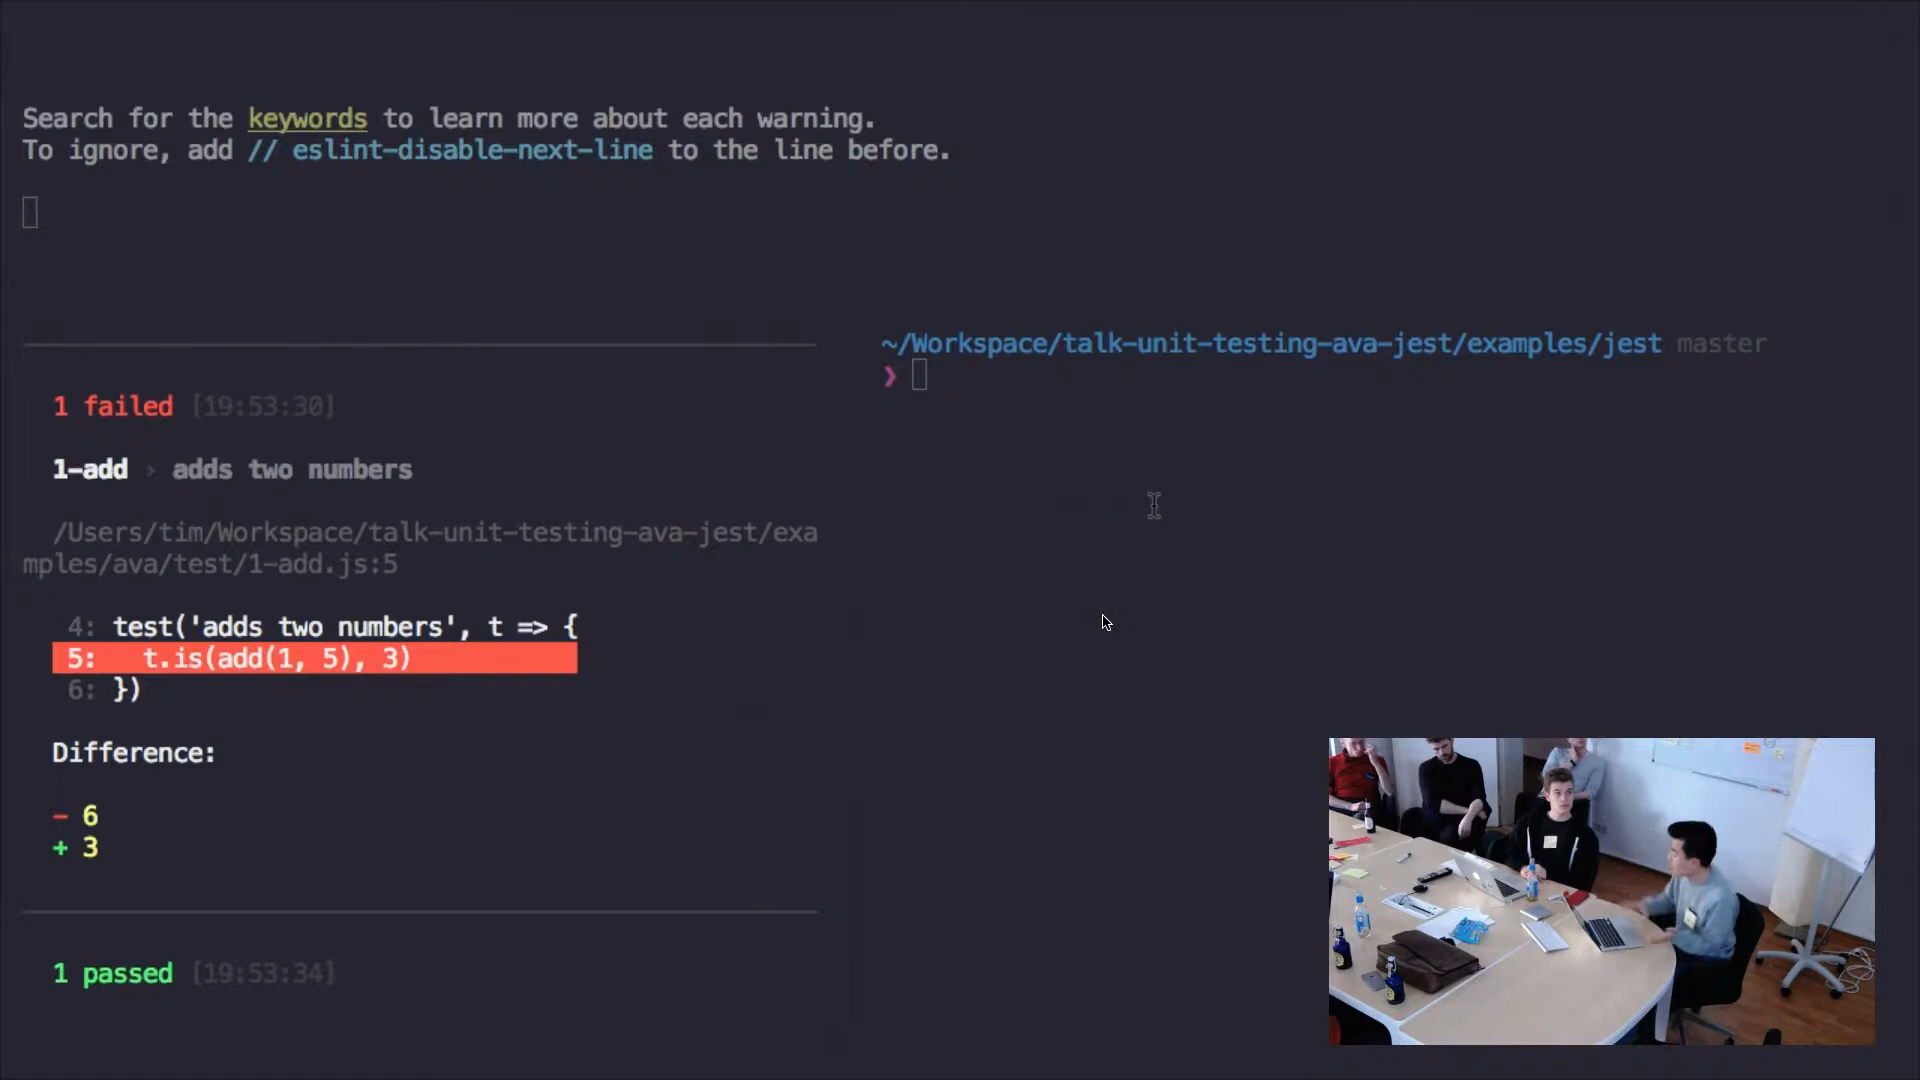 Search for the keywords to learn more about each warning.
To ignore, add // eslint-disable-next-line to the line before.
1 failed [19:53:30]
1-add › adds two numbers
/Users/tim/Workspace/talk-unit-testing-ava-jest/exa
mples/ava/test/1-add.js:5
4: test('adds two numbers', t => {
5: t.is(add(1, 5), 3)
6: })
Difference:
- 6
+ 3
1 passed [19:53:34]
~/Workspace/talk-unit-testing-ava-jest/examples/jest master
❯